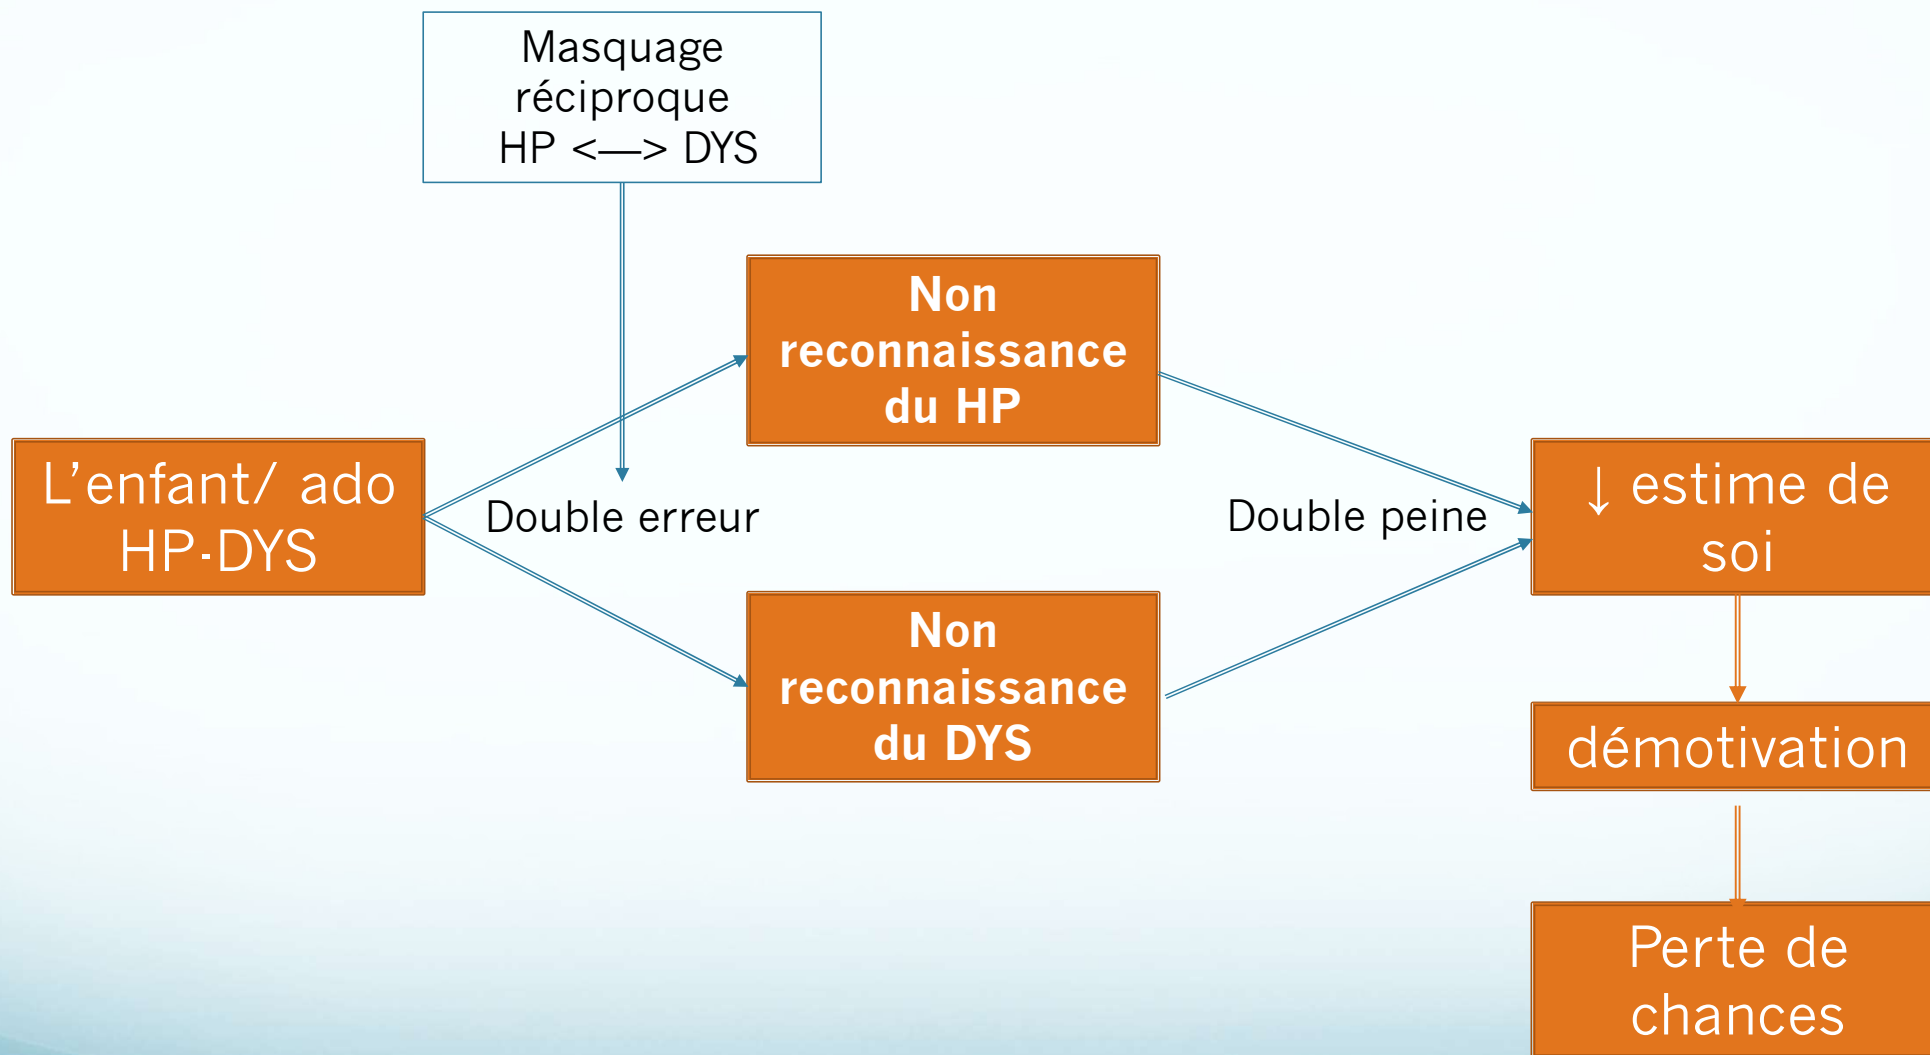 Masquage
réciproque
HP <—> DYS
Non
reconnaissance
du HP
L’enfant/ ado
HP-DYS
Double erreur
Double peine
↓ estime de
soi
Non
reconnaissance
du DYS
démotivation
Perte de
chances